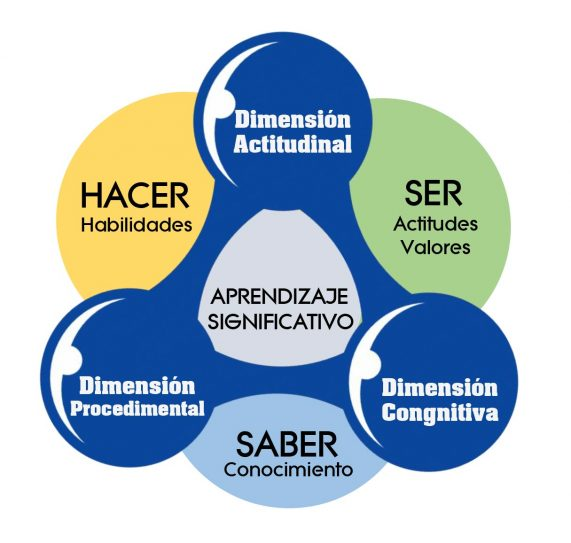 Dimensión
Actitudinal
HACER
Habilidades
SER
Actitudes
Valores
APRENDIZAJE
SIGNIFICATIVO
Dimensión
Procedimental
Dimensión
Congnitiva
SABER
Conocimiento